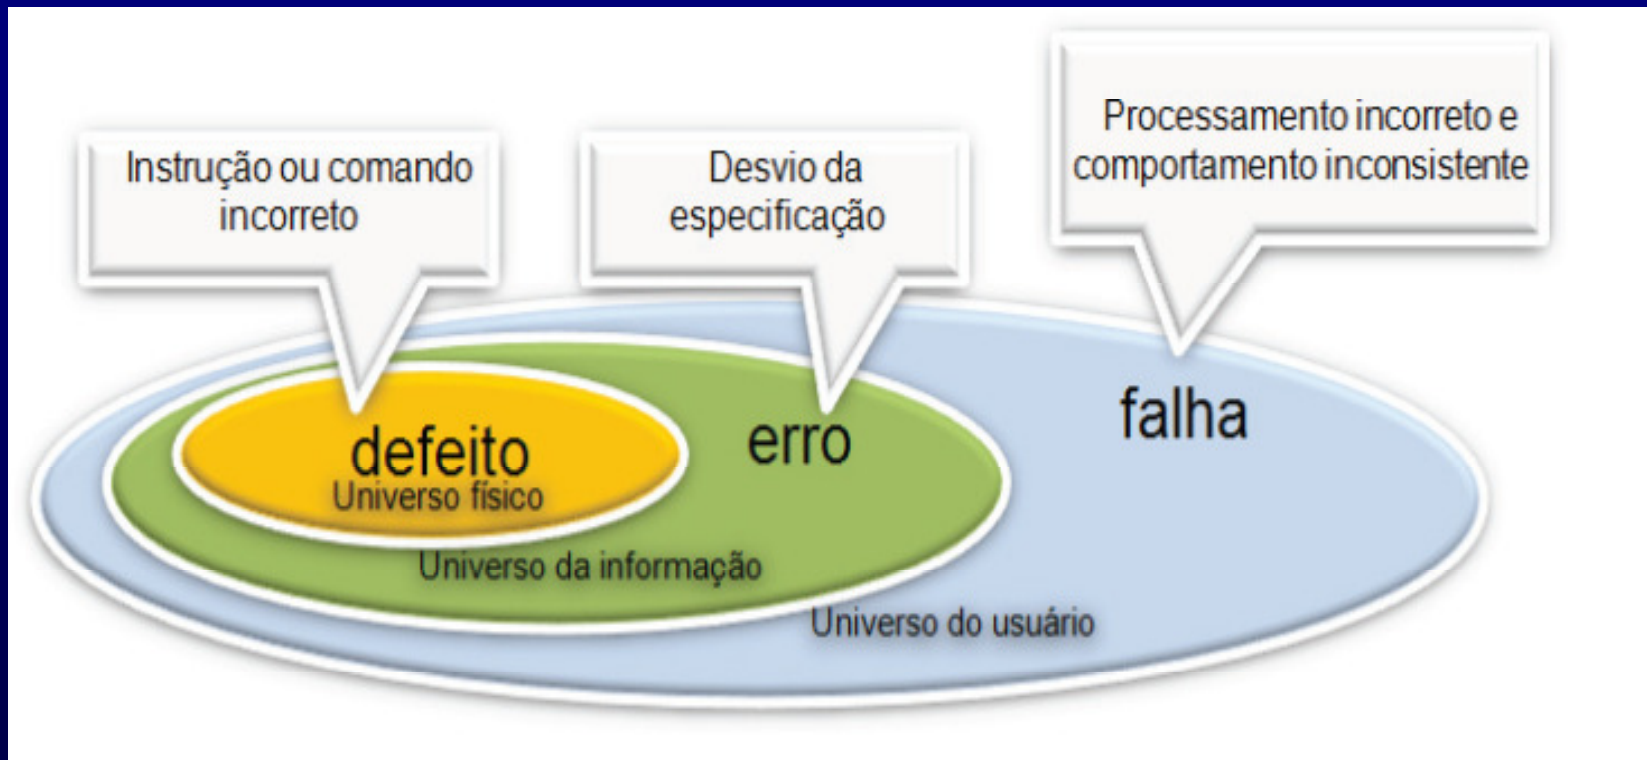 Instrução ou comando
incorreto
Desvio da
especificação
Processamento incorreto e
comportamento inconsistente
defeito
Universo físico
erro
Universo da informação
falha
Universo do usuário